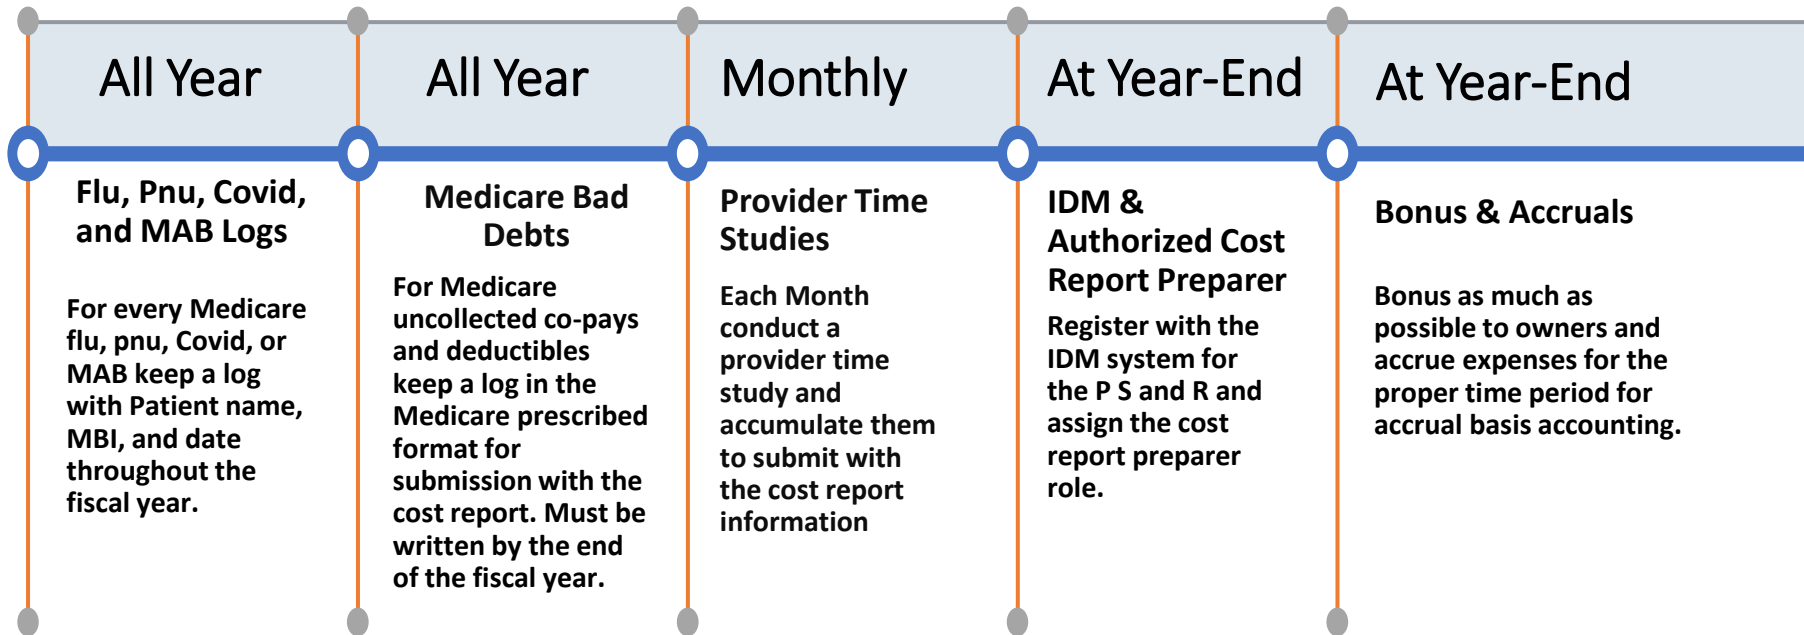 All Year
Flu, Pnu, Covid,
and MAB Logs
For every Medicare
flu, pnu, Covid, or
MAB keep a log
with Patient name,
MBI, and date
throughout the
fiscal year.
All Year
Medicare Bad
Debts
For Medicare
uncollected co-pays
and deductibles
keep a log in the
Medicare prescribed
format for
submission with the
cost report. Must be
written by the end
of the fiscal year.
Monthly
Provider Time
Studies
Each Month
conduct a
provider time
study and
accumulate them
to submit with
the cost report
information
At Year-End
IDM &
Authorized Cost
Report Preparer
Register with the
IDM system for
the P S and R and
assign the cost
report preparer
role.
At Year-End
Bonus & Accruals
Bonus as much as
possible to owners and
accrue expenses for the
proper time period for
accrual basis accounting.